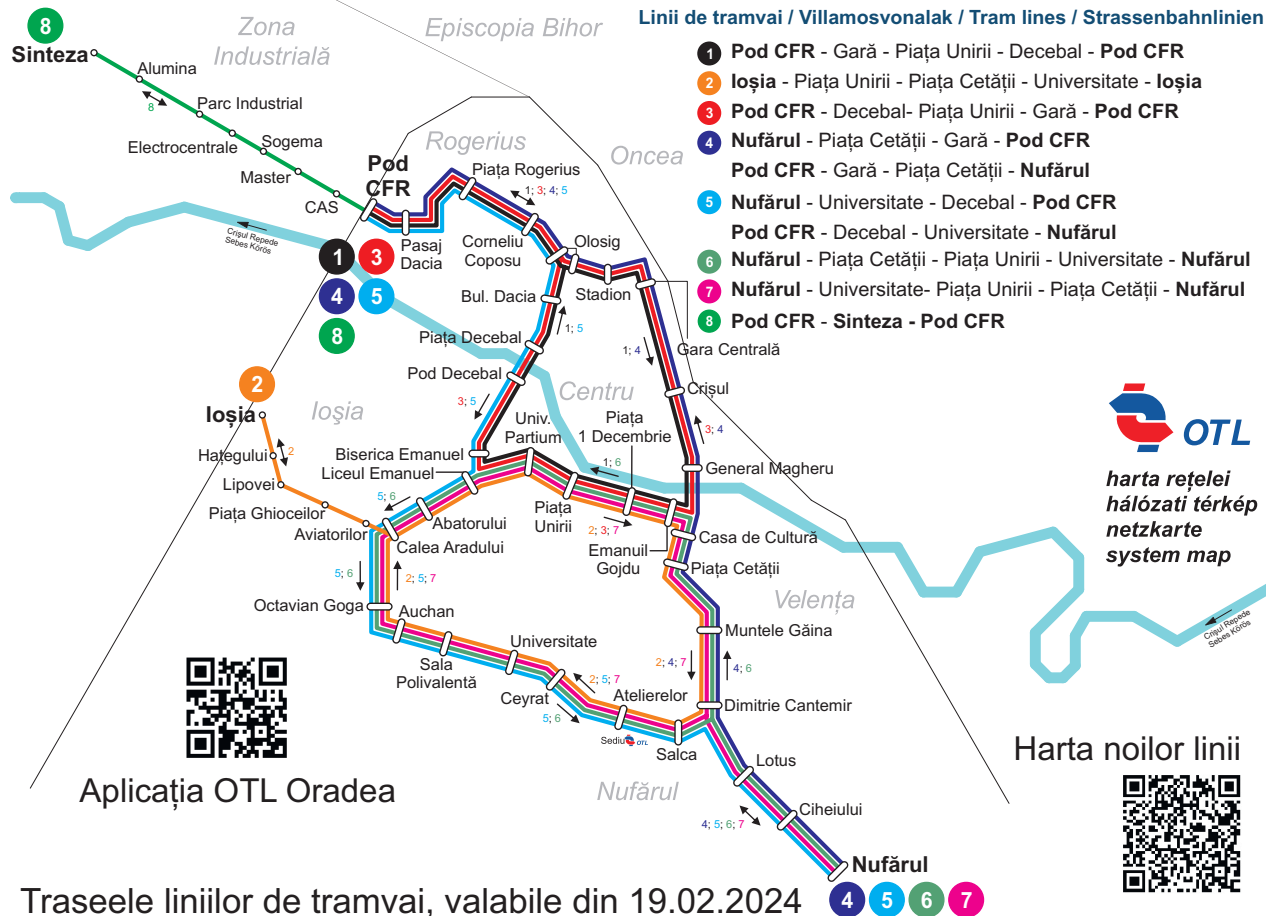 Linii de tramvai / Villamosvonalak / Tram lines / Strassenbahnlinien
1 Pod CFR - Gară - Piața Unirii - Decebal - Pod CFR
2 Ioșia - Piața Unirii - Piața Cetății - Universitate - Ioșia
3 Pod CFR - Decebal- Piața Unirii - Gară - Pod CFR
4 Nufărul - Piața Cetății - Gară - Pod CFR
Pod CFR - Gară - Piața Cetății - Nufărul
5 Nufărul - Universitate - Decebal - Pod CFR
Pod CFR - Decebal - Universitate - Nufărul
6 Nufărul - Piața Cetății - Piața Unirii - Universitate - Nufărul
7 Nufărul - Universitate- Piața Unirii - Piața Cetății - Nufărul
8 Pod CFR - Sinteza - Pod CFR
8
Sinteza
Zona
Industrială
Episcopia Bihor
Alumina
8
Parc Industrial
Electrocentrale
Sogema
Master
CAS
Rogerius
Oncea
Pod
CFR
Piața Rogerius
1; 3; 4; 5
Pasaj
Dacia
Corneliu
Coposu
Olosig
Crișul Repede
Sebes Körös
1
3
4
5
8
Bul. Dacia
Stadion
1; 5
Piața Decebal
Pod Decebal
1; 4
Gara Centrală
Centru
Crișul
2
Ioșia
Ioşia
3; 5
Univ.
Partium
Piața
1 Decembrie
3; 4
Hațegului
2
Biserica Emanuel
Liceul Emanuel
1; 6
General Magheru
Lipovei
Piața Ghioceilor
Aviatorilor
5; 6
Abatorului
Calea Aradului
Piața
Unirii
2; 3; 7
Emanuil
Gojdu
Casa de Cultură
Piața Cetății
5; 6
2; 5; 7
Octavian Goga
Auchan
Velența
Muntele Găina
Sala
Polivalentă
Universitate
2; 4; 7
4; 6
Ceyrat
2; 5; 7
5; 6
Atelierelor
Dimitrie Cantemir
Sediu OTL
Salca
Lotus
Nufărul
Ciheiului
4; 5; 6; 7
Nufărul
4
5
6
7
OTL
harta rețelei
hálózati térkép
netzkarte
system map
Crișul Repede
Sebes Körös
Aplicația OTL Oradea
Harta noilor linii
Traseele liniilor de tramvai, valabile din 19.02.2024